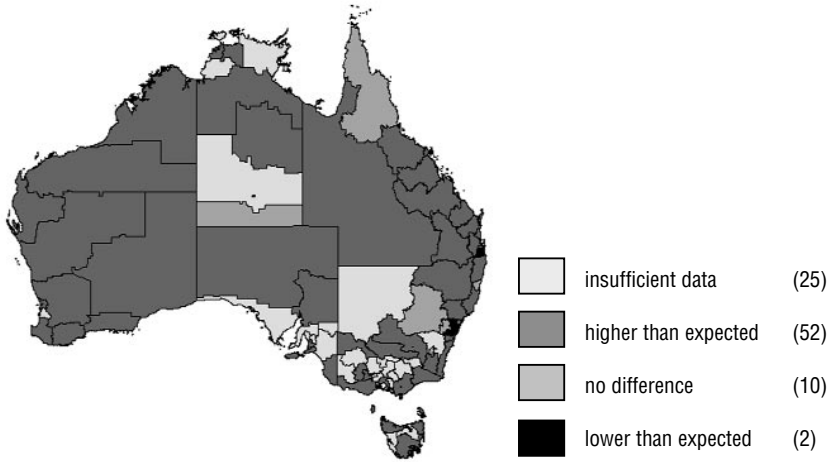 insufficient data (25)
higher than expected (52)
no difference (10)
lower than expected (2)